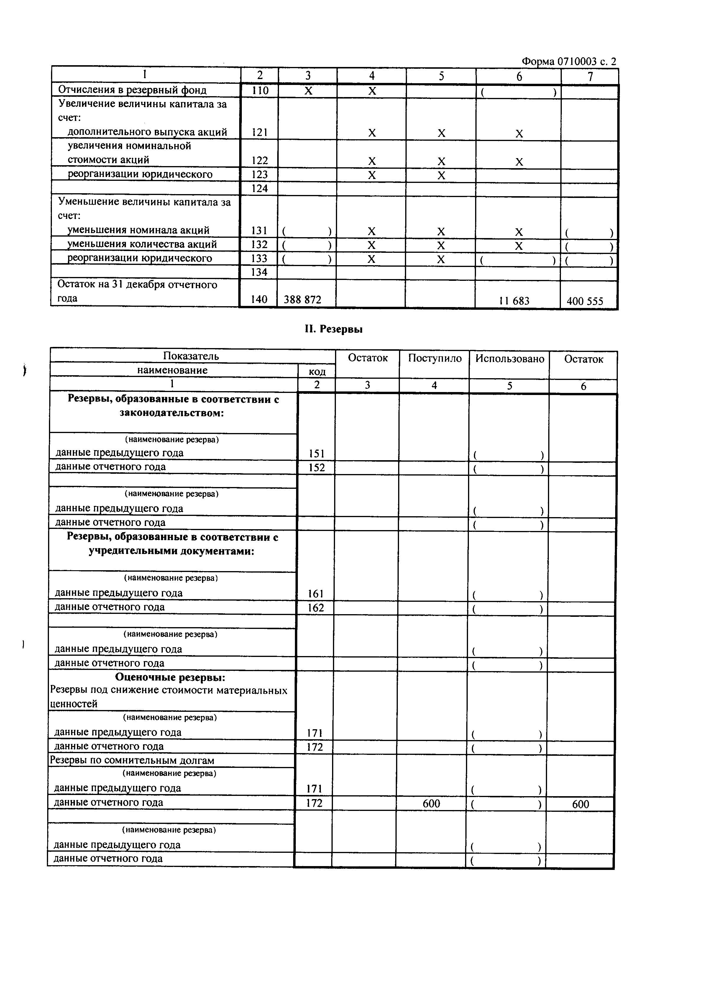 Форма 0710003 с. 2
1 2 3 4 5 6 7
Отчисления в резервный фонд 110 X X ( )
Увеличение величины капитала за
счет:
дополнительного выпуска акций 121 X X X
увеличения номинальной
стоимости акций 122 X X X
реорганизации юридического 123 X X
124
Уменьшение величины капитала за
счет:
уменьшения номинала акций 131 ( ) X X X ( )
уменьшения количества акций 132 ( ) X X X ( )
реорганизации юридического 133 ( ) X X ( ) ( )
134
Остаток на 31 декабря отчетного
года 140 388 872 11 683 400 555
II. Резервы
Показатель Остаток Поступило Использовано Остаток
наименование код
1 2 3 4 5 6
Резервы, образованные в соответствии с
законодательством:
(наименование резерва)
данные предыдущего года 151 ( )
данные отчетного года 152 ( )
(наименование резерва)
данные предыдущего года ( )
данные отчетного года ( )
Резервы, образованные в соответствии с
учредительными документами:
(наименование резерва)
данные предыдущего года 161 ( )
данные отчетного года 162 ( )
(наименование резерва)
данные предыдущего года ( )
данные отчетного года ( )
Оценочные резервы:
Резервы под снижение стоимости материальных
ценностей
(наименование резерва)
данные предыдущего года 171 ( )
данные отчетного года 172 ( )
Резервы по сомнительным долгам
(наименование резерва)
данные предыдущего года 171 ( )
данные отчетного года 172 600 ( ) 600
(наименование резерва)
данные предыдущего года ( )
данные отчетного года ( )